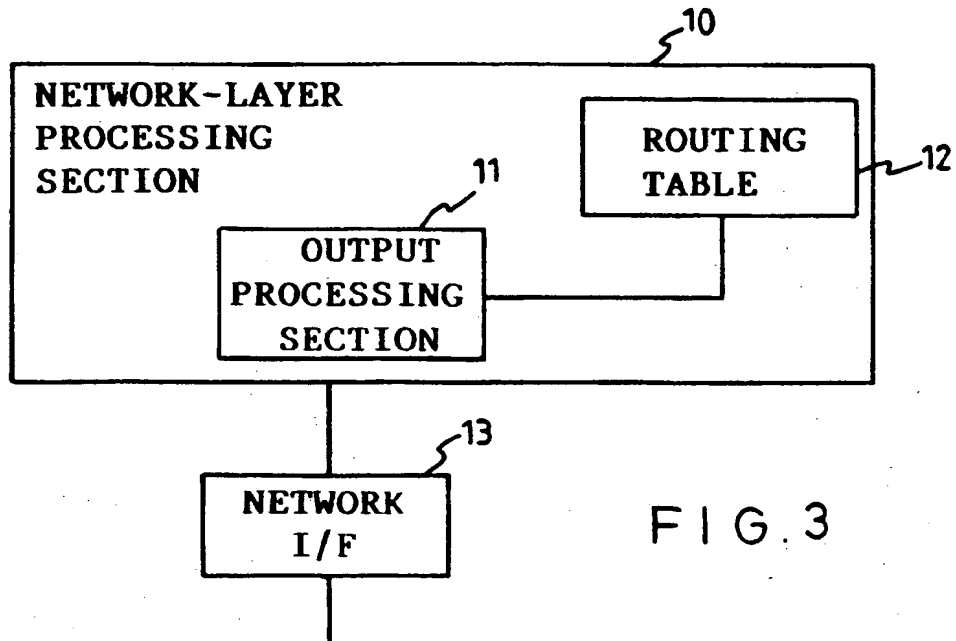 10
NETWORK-LAYER
PROCESSING
SECTION
ROUTING
TABLE
12
11
OUTPUT
PROCESSING
SECTION
13
NETWORK
I/F
FIG.3